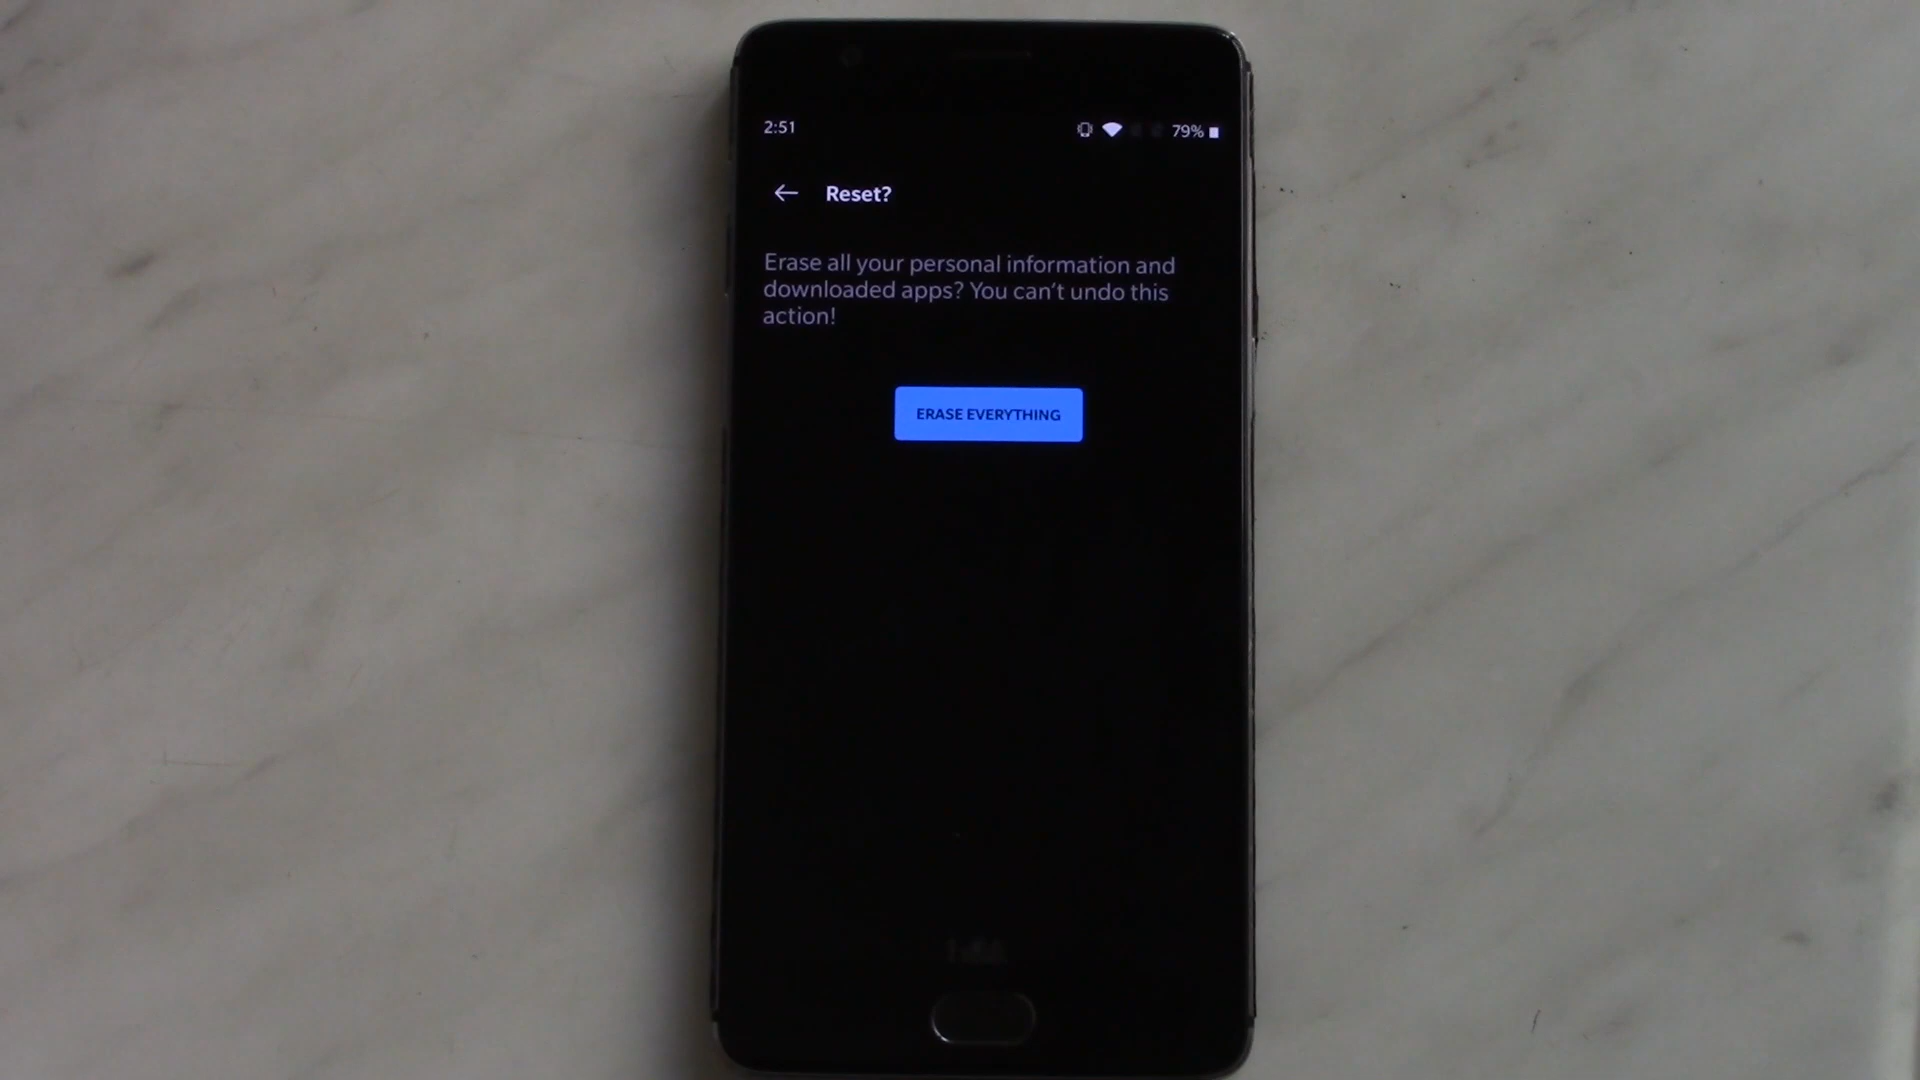 2:51
79%
Reset?
Erase all your personal information and
downloaded apps? You can't undo this
action!
ERASE EVERYTHING